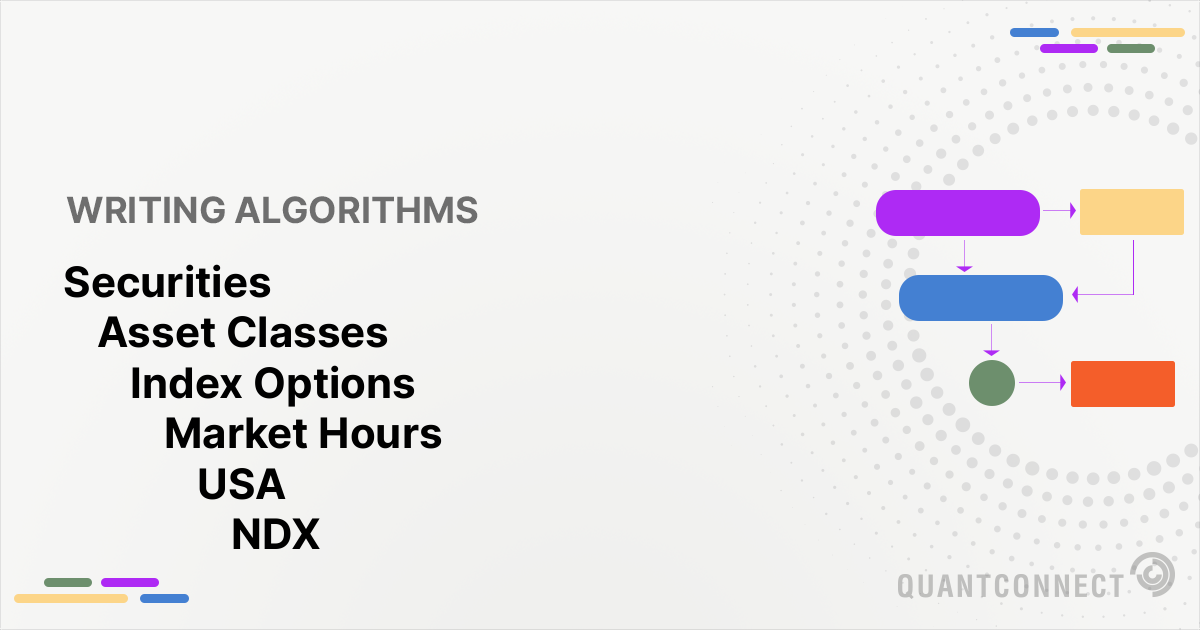 WRITING ALGORITHMS
Securities
Asset Classes
Index Options
Market Hours
USA
NDX
QUANTCONNECT